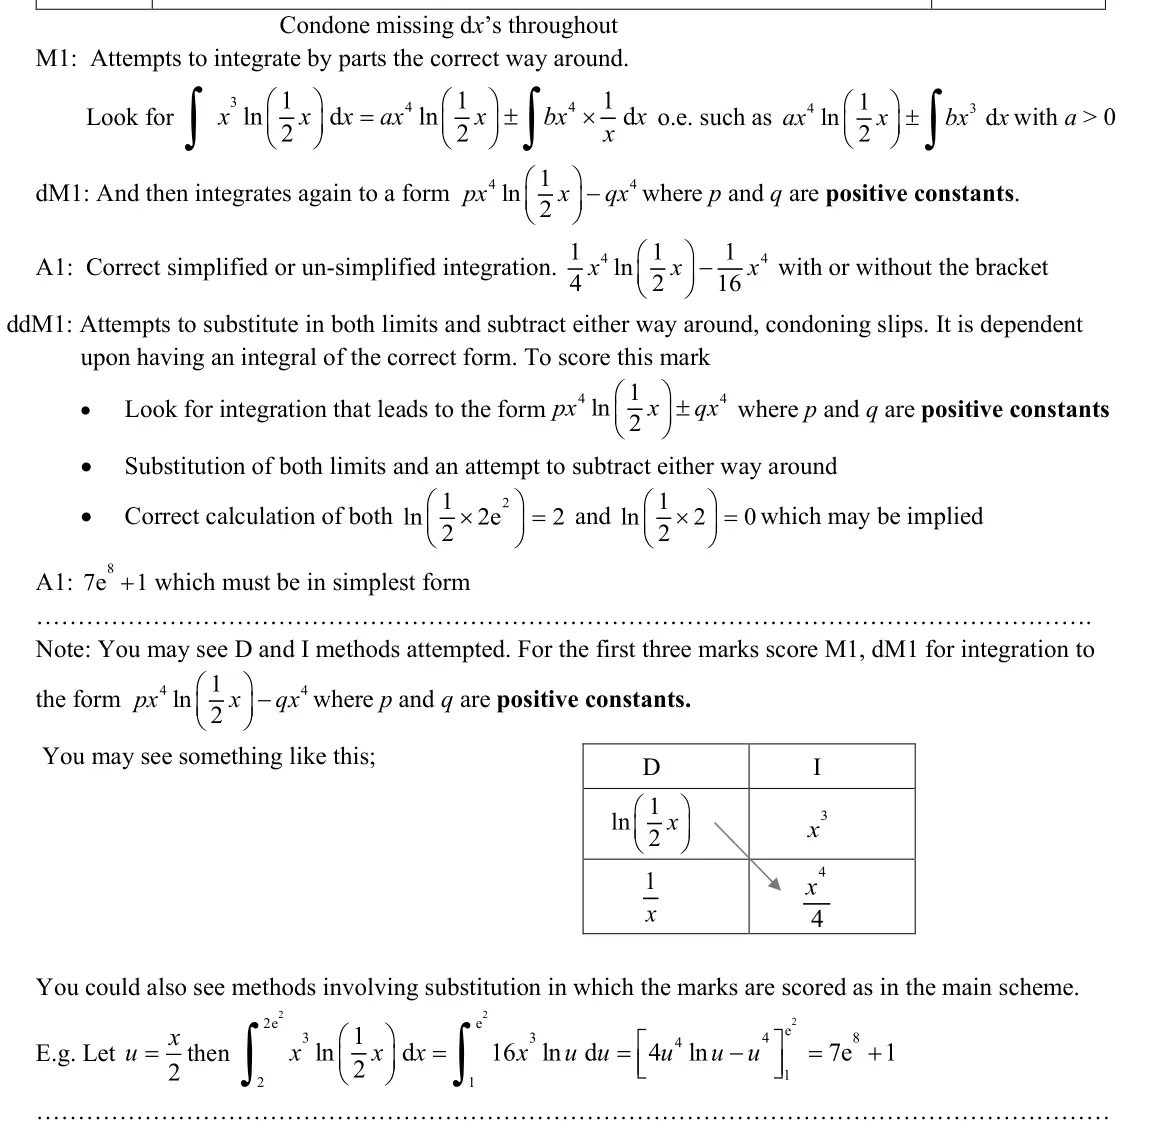 Condone missing dx’s throughout
M1: Attempts to integrate by parts the correct way around.
Look for ∫ x³ ln(1/2 x) dx = ax⁴ ln(1/2 x) ± ∫ bx⁴ × 1/x dx o.e. such as ax⁴ ln(1/2 x) ± ∫ bx³ dx with a > 0
dM1: And then integrates again to a form px⁴ ln(1/2 x) − qx⁴ where p and q are positive constants.
A1: Correct simplified or un-simplified integration. 1/4 x⁴ ln(1/2 x) − 1/16 x⁴ with or without the bracket
ddM1: Attempts to substitute in both limits and subtract either way around, condoning slips. It is dependent
upon having an integral of the correct form. To score this mark
• Look for integration that leads to the form px⁴ ln(1/2 x) ± qx⁴ where p and q are positive constants
• Substitution of both limits and an attempt to subtract either way around
• Correct calculation of both ln(1/2 × 2e²) = 2 and ln(1/2 × 2) = 0 which may be implied
A1: 7e⁸ + 1 which must be in simplest form
……………………………………………………………………………………………………………….
Note: You may see D and I methods attempted. For the first three marks score M1, dM1 for integration to
the form px⁴ ln(1/2 x) − qx⁴ where p and q are positive constants.
You may see something like this;
D I
ln(1/2 x) x³
1/x x⁴/4
You could also see methods involving substitution in which the marks are scored as in the main scheme.
E.g. Let u = x/2 then ∫₂^(2e²) x³ ln(1/2 x) dx = ∫₁^(e²) 16x³ ln u du = [4u⁴ ln u − u⁴]₁^(e²) = 7e⁸ + 1
…………………………………………………………………………………………………………………